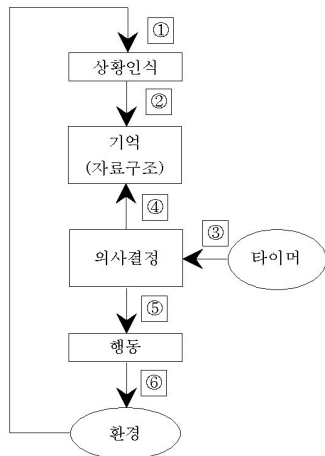 ①
상황인식
②
기억
(자료구조)
④
③
의사결정
타이머
⑤
행동
⑥
환경